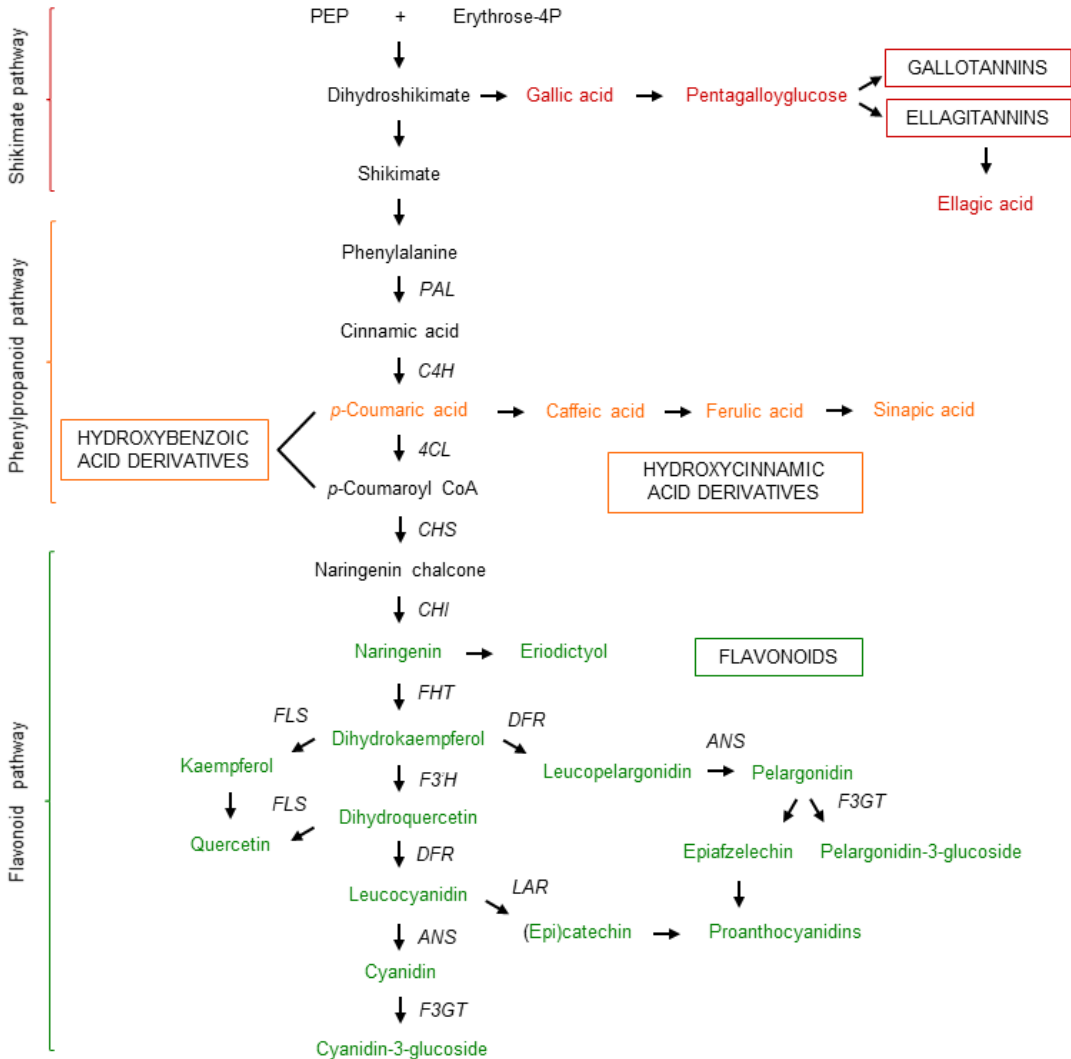 PEP + Erythrose-4P
Shikimate pathway
Dihydroshikimate
Gallic acid
Pentagalloyglucose
GALLOTANNINS
ELLAGITANNINS
Shikimate
Ellagic acid
Phenylpropanoid pathway
Phenylalanine
PAL
Cinnamic acid
C4H
p-Coumaric acid
Caffeic acid
Ferulic acid
Sinapic acid
HYDROXYBENZOIC
ACID DERIVATIVES
4CL
HYDROXYCINNAMIC
ACID DERIVATIVES
p-Coumaroyl CoA
CHS
Flavonoid pathway
Naringenin chalcone
CHI
Naringenin
Eriodictyol
FLAVONOIDS
FHT
FLS
DFR
Dihydrokaempferol
ANS
Kaempferol
Leucopelargonidin
Pelargonidin
F3'H
FLS
F3GT
Dihydroquercetin
Quercetin
DFR
Epiafzelechin
Pelargonidin-3-glucoside
Leucocyanidin
LAR
(Epi)catechin
Proanthocyanidins
ANS
Cyanidin
F3GT
Cyanidin-3-glucoside